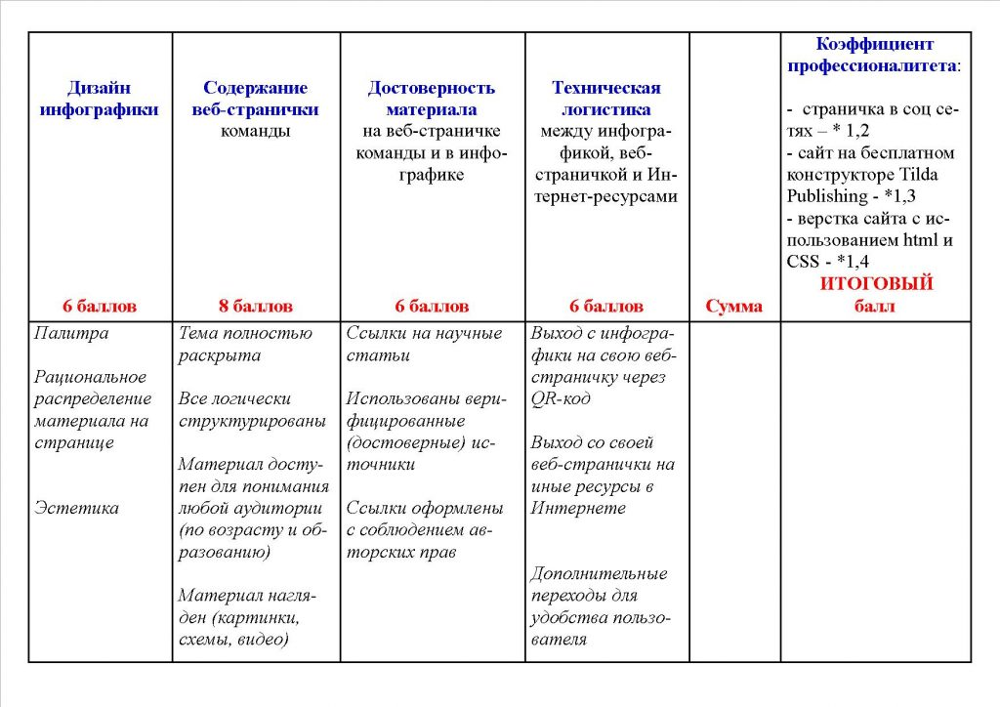 Дизайн
инфографики
6 баллов
Содержание
веб-странички
команды
8 баллов
Достоверность
материала
на веб-страничке
команды и в инфо-
графике
6 баллов
Техническая
логистика
между инфогра-
фикой, веб-
страничкой и Ин-
тернет-ресурсами
6 баллов
Сумма
Коэффициент
профессионалитета:
- страничка в соц се-
тях – * 1,2
- сайт на бесплатном
конструкторе Tilda
Publishing - *1,3
- верстка сайта с ис-
пользованием html и
CSS - *1,4
ИТОГОВЫЙ
балл
Палитра
Рациональное
распределение
материала на
странице
Эстетика
Тема полностью
раскрыта
Все логически
структурированы
Материал досту-
пен для понимания
любой аудитории
(по возрасту и об-
разованию)
Материал нагля-
ден (картинки,
схемы, видео)
Ссылки на научные
статьи
Использованы вери-
фицированные
(достоверные) ис-
точники
Ссылки оформлены
с соблюдением ав-
торских прав
Выход с инфогра-
фики на свою веб-
страничку через
QR-код
Выход со своей
веб-странички на
иные ресурсы в
Интернете
Дополнительные
переходы для
удобства пользо-
вателя